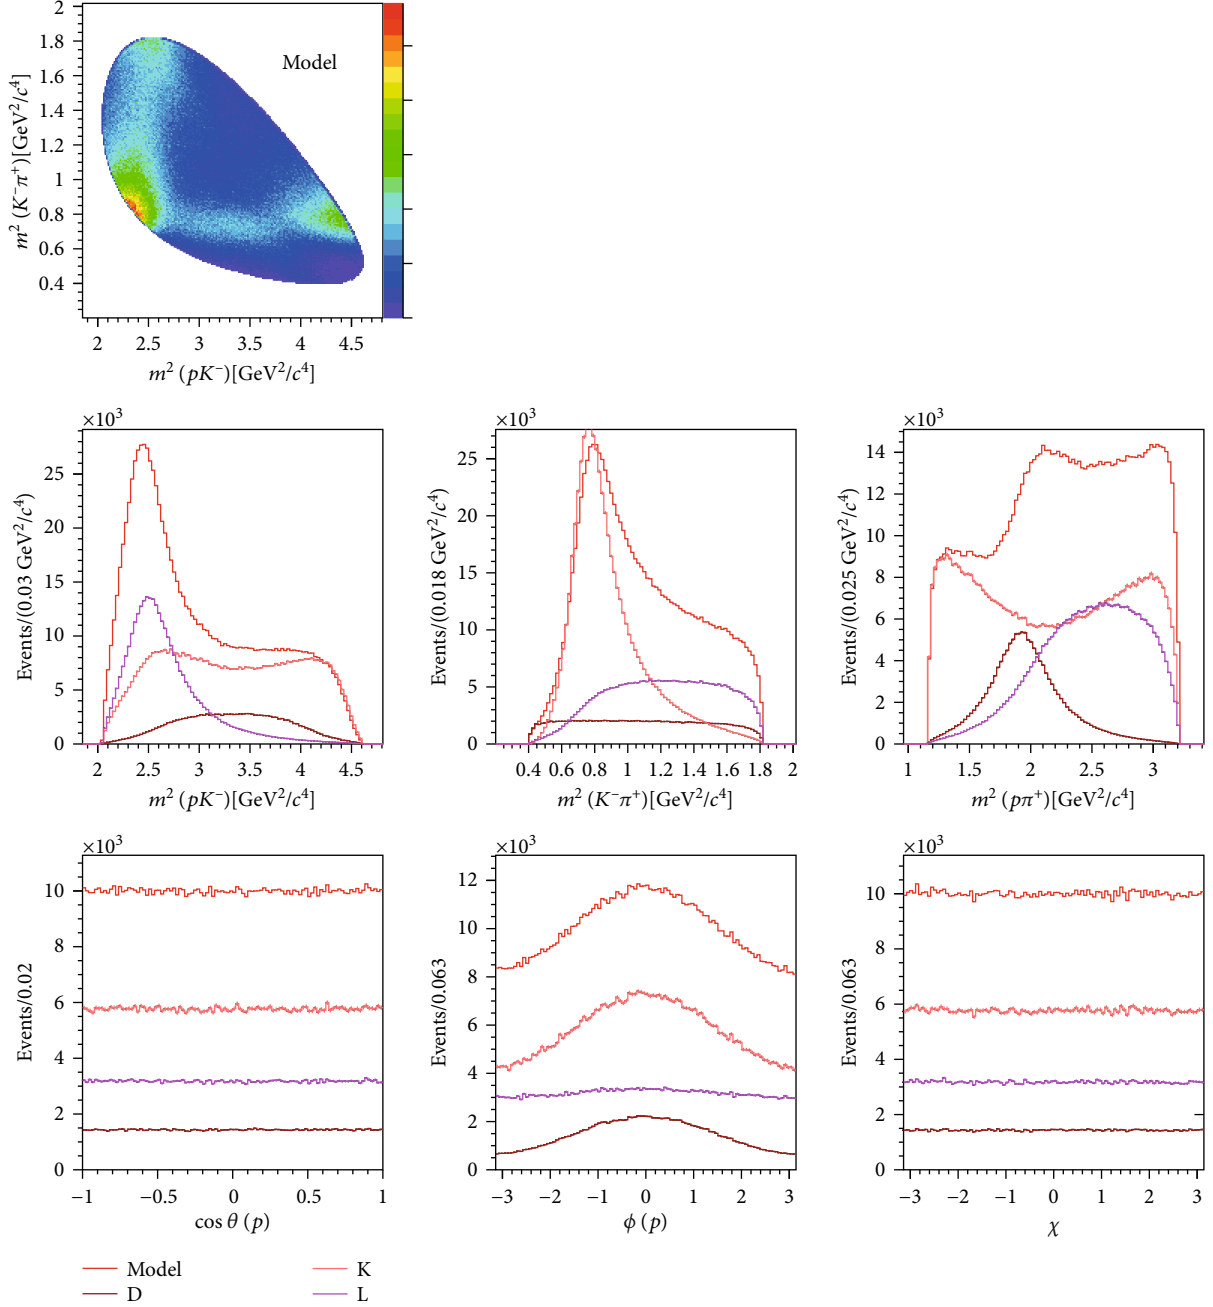 2
1.8
1.6
1.4
1.2
1
0.8
0.6
0.4
m² (K⁻π⁺)[GeV²/c⁴]
Model
2 2.5 3 3.5 4 4.5
m² (pK⁻)[GeV²/c⁴]
×10³ ×10³ ×10³
25
20
15
10
5
0
Events/(0.03 GeV²/c⁴)
2 2.5 3 3.5 4 4.5
m² (pK⁻)[GeV²/c⁴]
25
20
15
10
5
0
Events/(0.018 GeV²/c⁴)
0.4 0.6 0.8 1 1.2 1.4 1.6 1.8 2
m² (K⁻π⁺)[GeV²/c⁴]
14
12
10
8
6
4
2
0
Events/(0.025 GeV²/c⁴)
1 1.5 2 2.5 3
m² (pπ⁺)[GeV²/c⁴]
×10³ ×10³ ×10³
10
8
6
4
2
0
Events/0.02
−1 −0.5 0 0.5 1
cos θ (p)
12
10
8
6
4
2
0
Events/0.063
−3 −2 −1 0 1 2 3
ϕ (p)
10
8
6
4
2
0
Events/0.063
−3 −2 −1 0 1 2 3
χ
Model K
D L